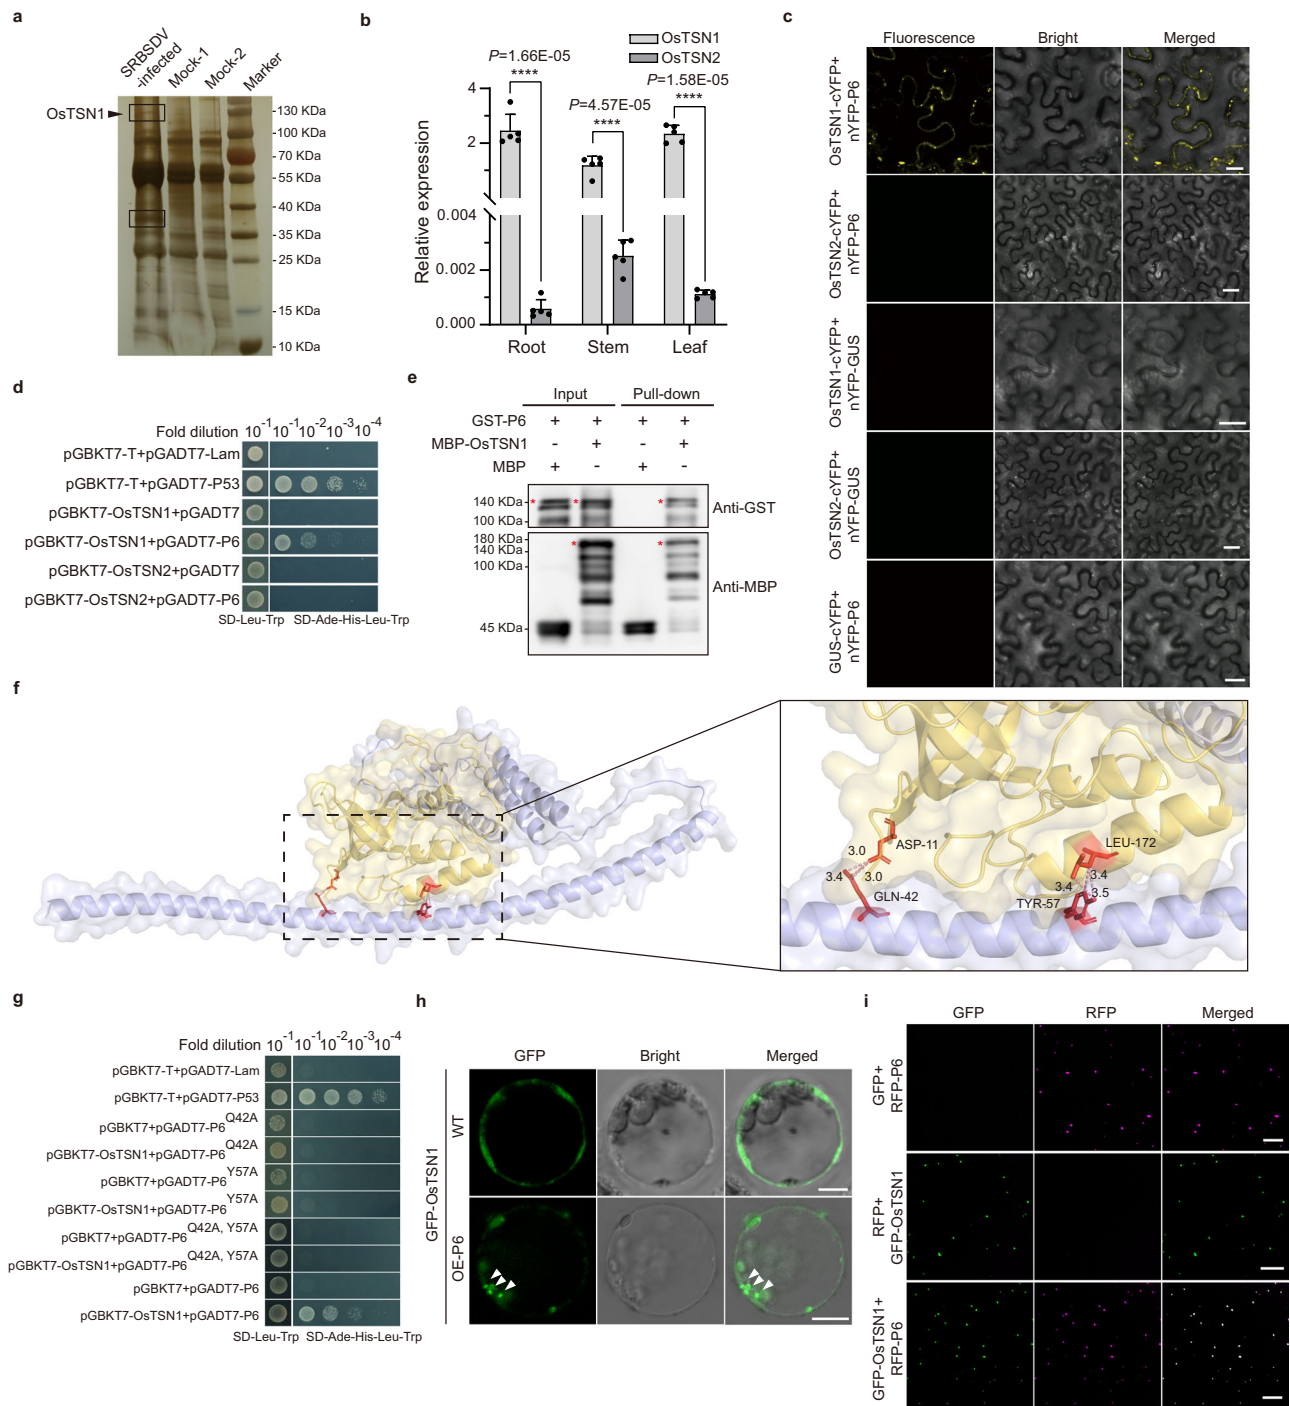 a
SRBSDV
-infected
Mock-1
Mock-2
Marker
OsTSN1
130 KDa
100 KDa
70 KDa
55 KDa
40 KDa
35 KDa
25 KDa
15 KDa
10 KDa
b
OsTSN1
OsTSN2
P=1.66E-05
****
P=4.57E-05
****
P=1.58E-05
****
Relative expression
4
2
0.004
0.002
0.000
Root Stem Leaf
c
Fluorescence Bright Merged
OsTSN1-cYFP+
nYFP-P6
OsTSN2-cYFP+
nYFP-P6
OsTSN1-cYFP+
nYFP-GUS
OsTSN2-cYFP+
nYFP-GUS
GUS-cYFP+
nYFP-P6
d
Fold dilution 10-1 10-1 10-2 10-3 10-4
pGBKT7-T+pGADT7-Lam
pGBKT7-T+pGADT7-P53
pGBKT7-OsTSN1+pGADT7
pGBKT7-OsTSN1+pGADT7-P6
pGBKT7-OsTSN2+pGADT7
pGBKT7-OsTSN2+pGADT7-P6
SD-Leu-Trp SD-Ade-His-Leu-Trp
e
Input Pull-down
GST-P6 + + + +
MBP-OsTSN1 - + - +
MBP + - + -
140 KDa
100 KDa
* * *
Anti-GST
180 KDa
140 KDa
100 KDa
45 KDa
* *
Anti-MBP
f
3.0
ASP-11
3.4
3.0
GLN-42
LEU-172
3.4
3.4
3.5
TYR-57
g
Fold dilution 10-1 10-1 10-2 10-3 10-4
pGBKT7-T+pGADT7-Lam
pGBKT7-T+pGADT7-P53
pGBKT7+pGADT7-P6Q42A
pGBKT7-OsTSN1+pGADT7-P6Q42A
pGBKT7+pGADT7-P6Y57A
pGBKT7-OsTSN1+pGADT7-P6Y57A
pGBKT7+pGADT7-P6Q42A, Y57A
pGBKT7-OsTSN1+pGADT7-P6Q42A, Y57A
pGBKT7+pGADT7-P6
pGBKT7-OsTSN1+pGADT7-P6
SD-Leu-Trp SD-Ade-His-Leu-Trp
h
GFP Bright Merged
GFP-OsTSN1
WT
OE-P6
i
GFP RFP Merged
GFP+
RFP-P6
RFP+
GFP-OsTSN1
GFP-OsTSN1+
RFP-P6